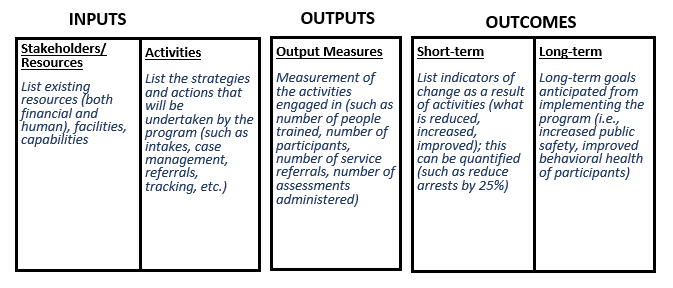 INPUTS
OUTPUTS
OUTCOMES
Stakeholders/
Resources
List existing
resources (both
financial and
human), facilities,
capabilities
Activities
List the strategies
and actions that
will be
undertaken by the
program (such as
intakes, case
management,
referrals,
tracking, etc.)
Output Measures
Measurement of
the activities
engaged in (such as
number of people
trained, number of
participants,
number of service
referrals, number of
assessments
administered)
Short-term
List indicators of
change as a result
of activities (what
is reduced,
increased,
improved); this
can be quantified
(such as reduce
arrests by 25%)
Long-term
Long-term goals
anticipated from
implementing the
program (i.e.,
increased public
safety, improved
behavioral health
of participants)